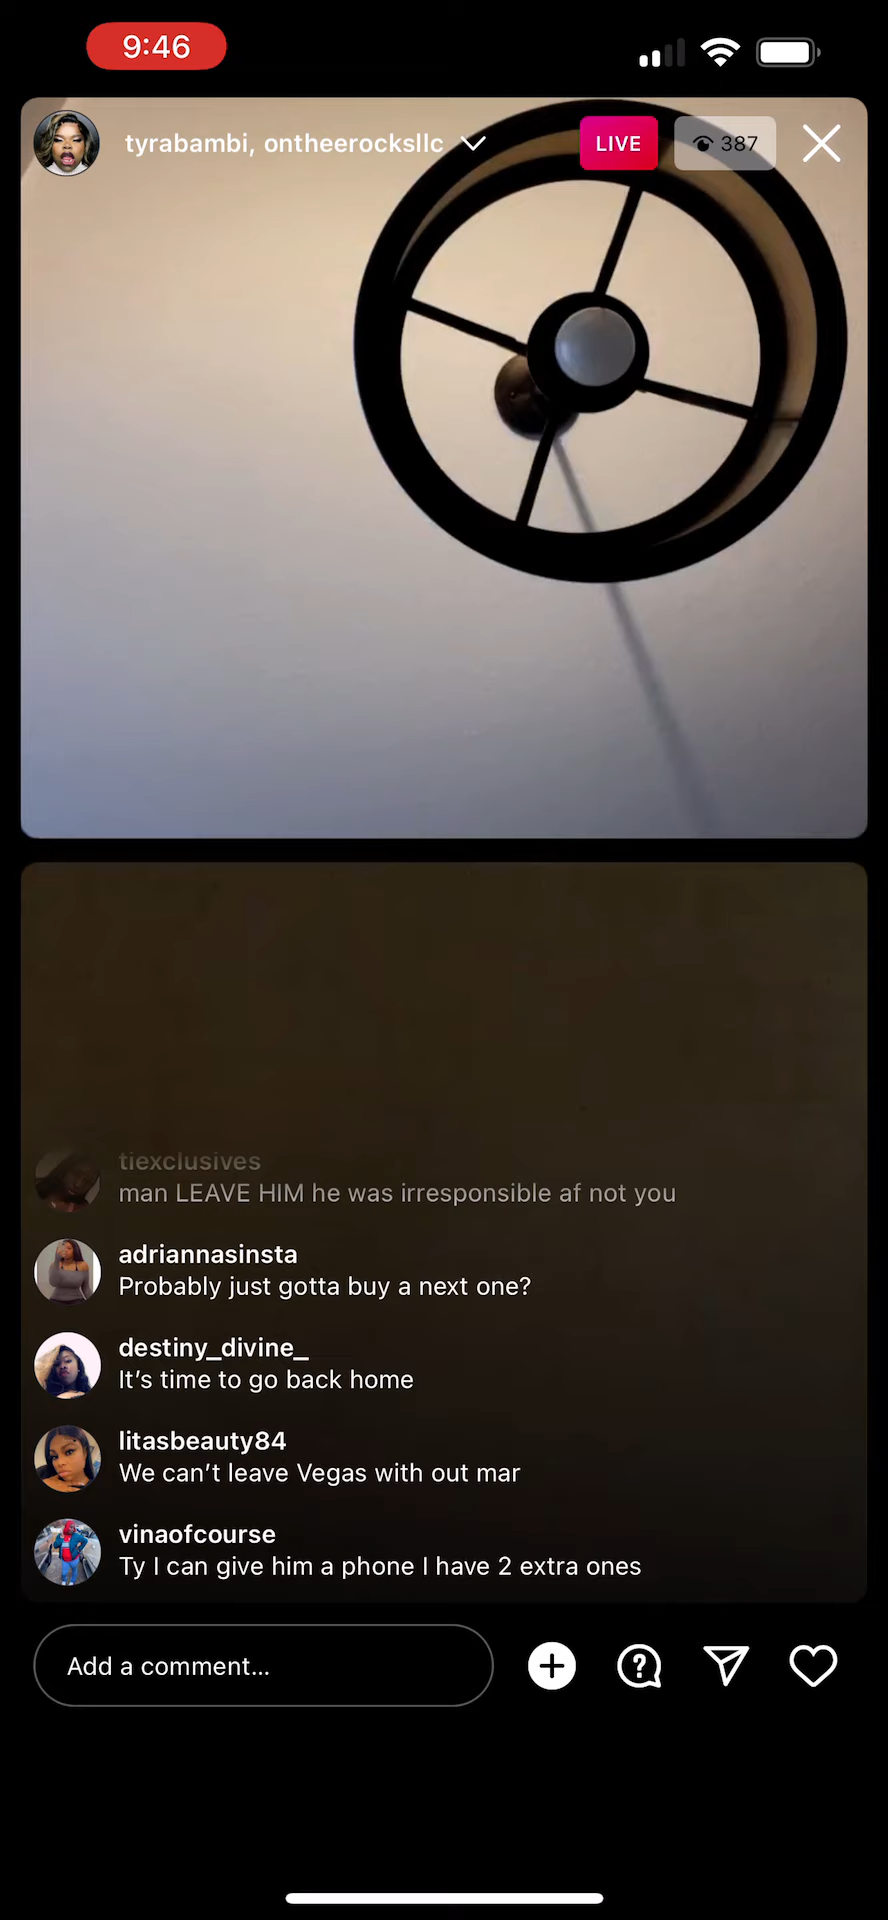 9:46
tyrabambi, ontheerocksllc
LIVE
387
tiexclusives
man LEAVE HIM he was irresponsible af not you
adriannasinsta
Probably just gotta buy a next one?
destiny_divine_
It’s time to go back home
litasbeauty84
We can’t leave Vegas with out mar
vinaofcourse
Ty I can give him a phone I have 2 extra ones
Add a comment...